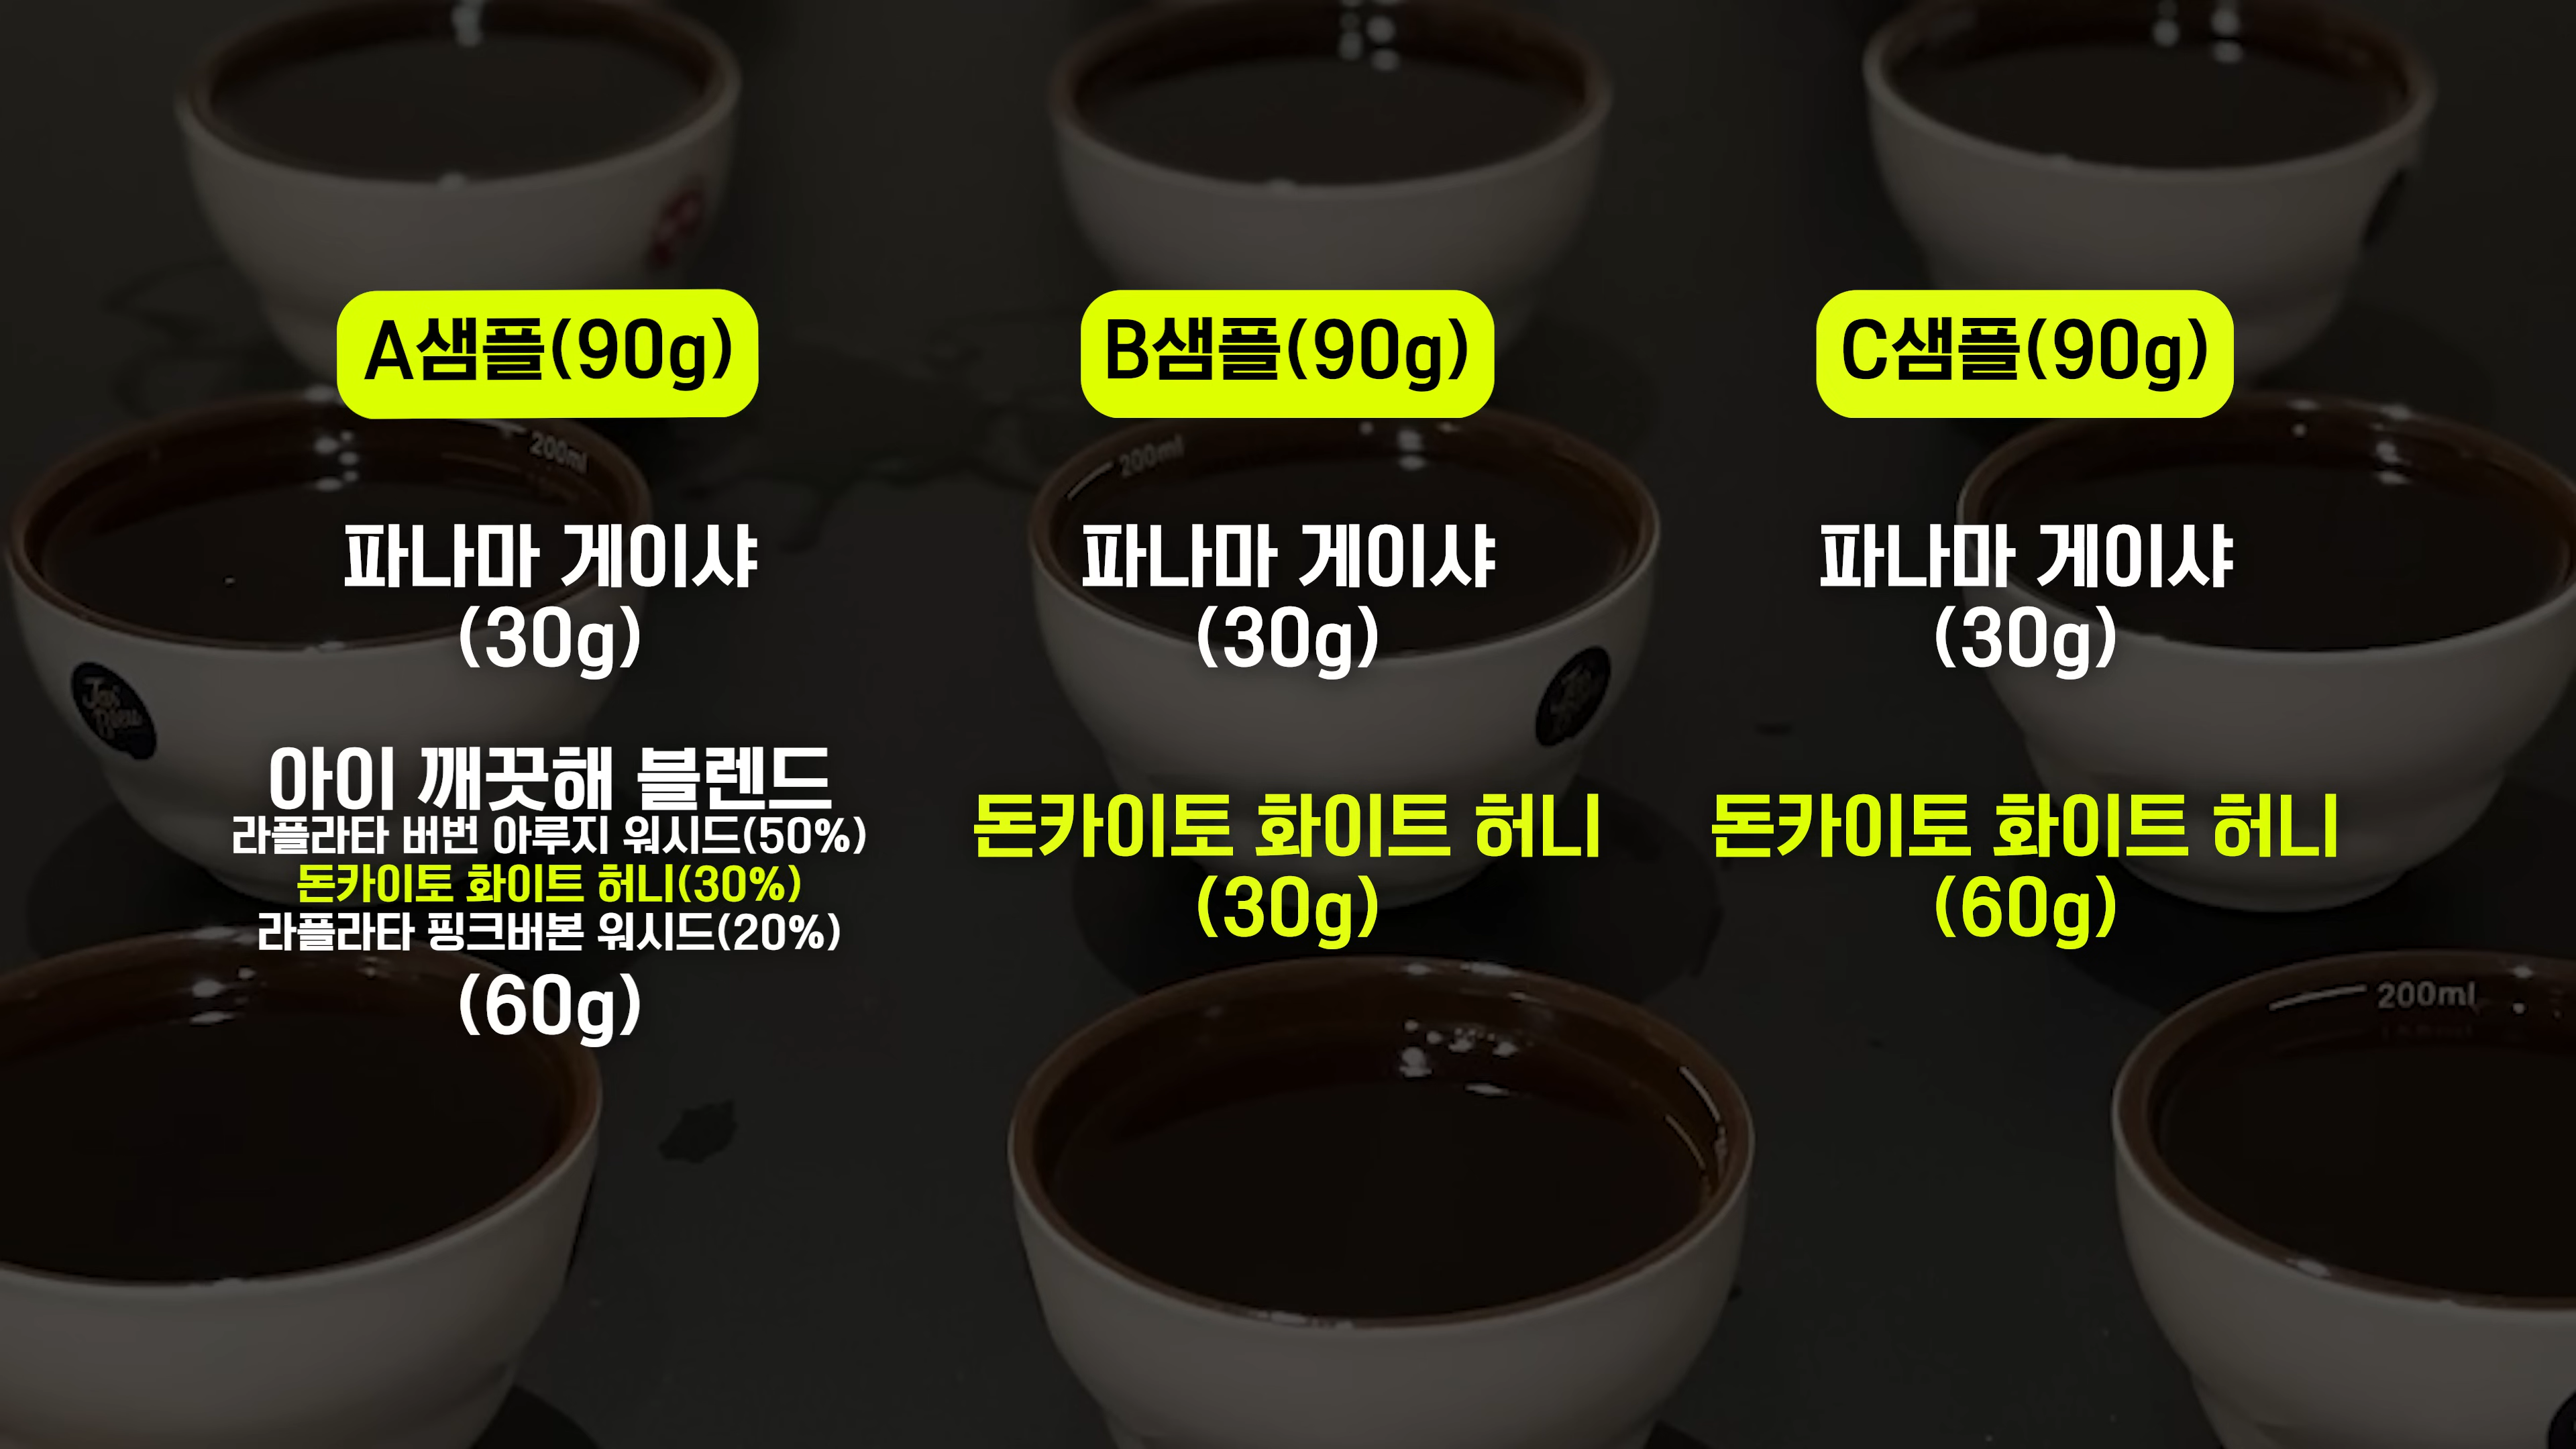 A샘플(90g)
파나마 게이샤
(30g)
아이 깨끗해 블렌드
라플라타 버번 아루지 워시드(50%)
돈카이토 화이트 허니(30%)
라플라타 핑크버본 워시드(20%)
(60g)
B샘플(90g)
파나마 게이샤
(30g)
돈카이토 화이트 허니
(30g)
C샘플(90g)
파나마 게이샤
(30g)
돈카이토 화이트 허니
(60g)
200ml
200ml
200ml